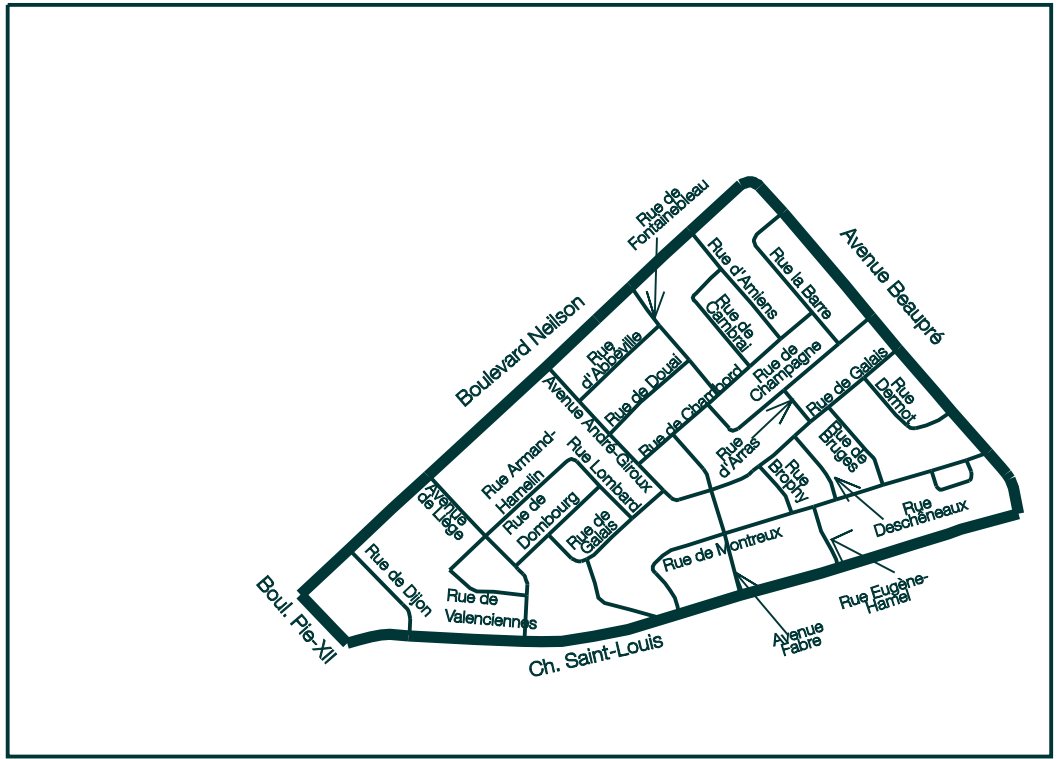 Rue de
Fontainebleau
Avenue Beaupré
Rue d'Amiens
Rue la Barre
Rue de
Cambrai
Boulevard Neilson
Rue
d'Abbeville
Rue de Douai
Rue de
Champagne
Rue de Chambord
Rue de Galais
Rue
Dermot
Avenue André-Giroux
Rue
d'Arras
Rue de
Bruges
Rue Armand-
Hamelin
Rue Lombard
Rue
Brophy
Avenue
de Liège
Rue de
Dombourg
Rue de
Galais
Rue
Deschêneaux
Rue de Montreux
Rue de Dijon
Rue de
Valenciennes
Rue Eugène-
Hamel
Boul. Pie-XII
Avenue
Fabre
Ch. Saint-Louis